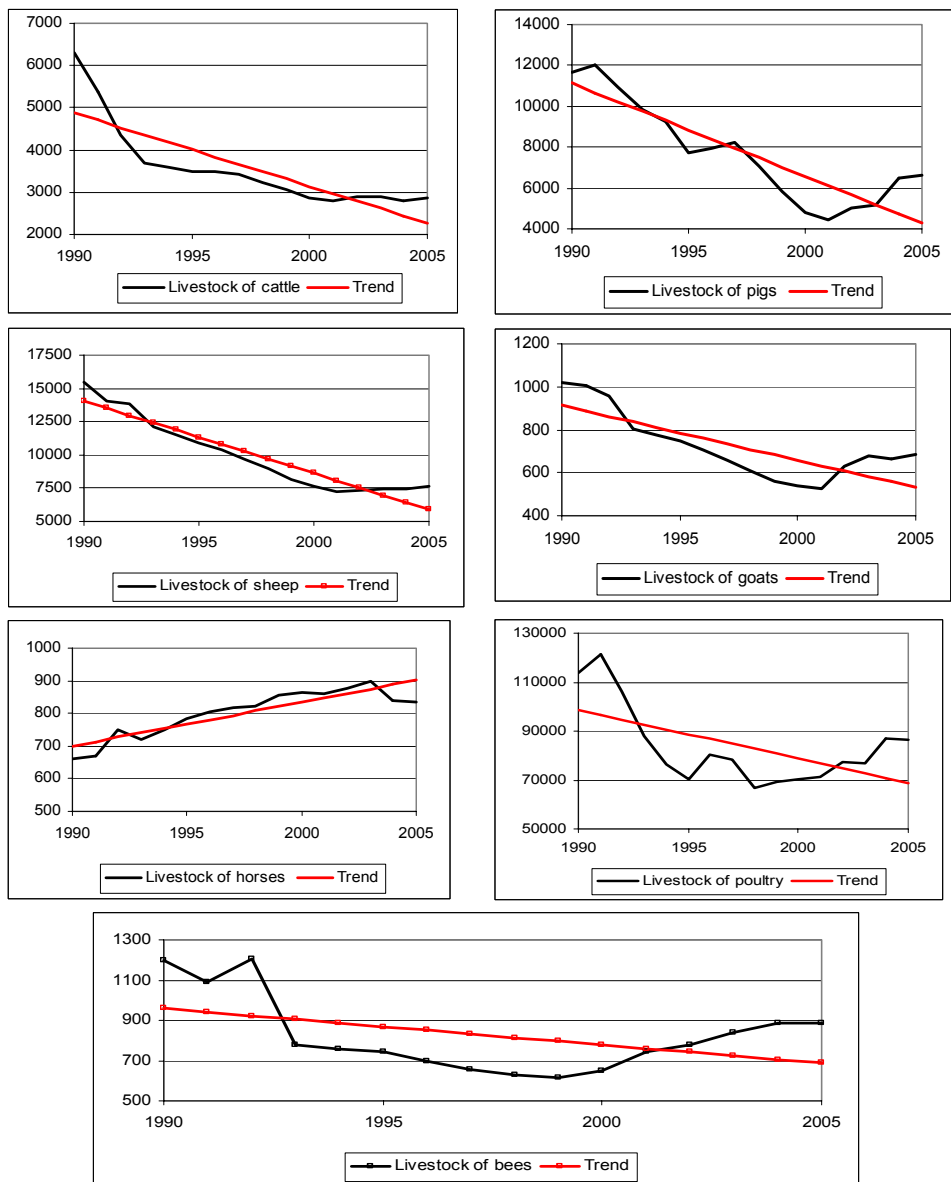 7000
6000
5000
4000
3000
2000
1990 1995 2000 2005
Livestock of cattle Trend
14000
12000
10000
8000
6000
4000
1990 1995 2000 2005
Livestock of pigs Trend
17500
15000
12500
10000
7500
5000
1990 1995 2000 2005
Livestock of sheep Trend
1200
1000
800
600
400
1990 1995 2000 2005
Livestock of goats Trend
1000
900
800
700
600
500
1990 1995 2000 2005
Livestock of horses Trend
130000
110000
90000
70000
50000
1990 1995 2000 2005
Livestock of poultry Trend
1300
1100
900
700
500
1990 1995 2000 2005
Livestock of bees Trend